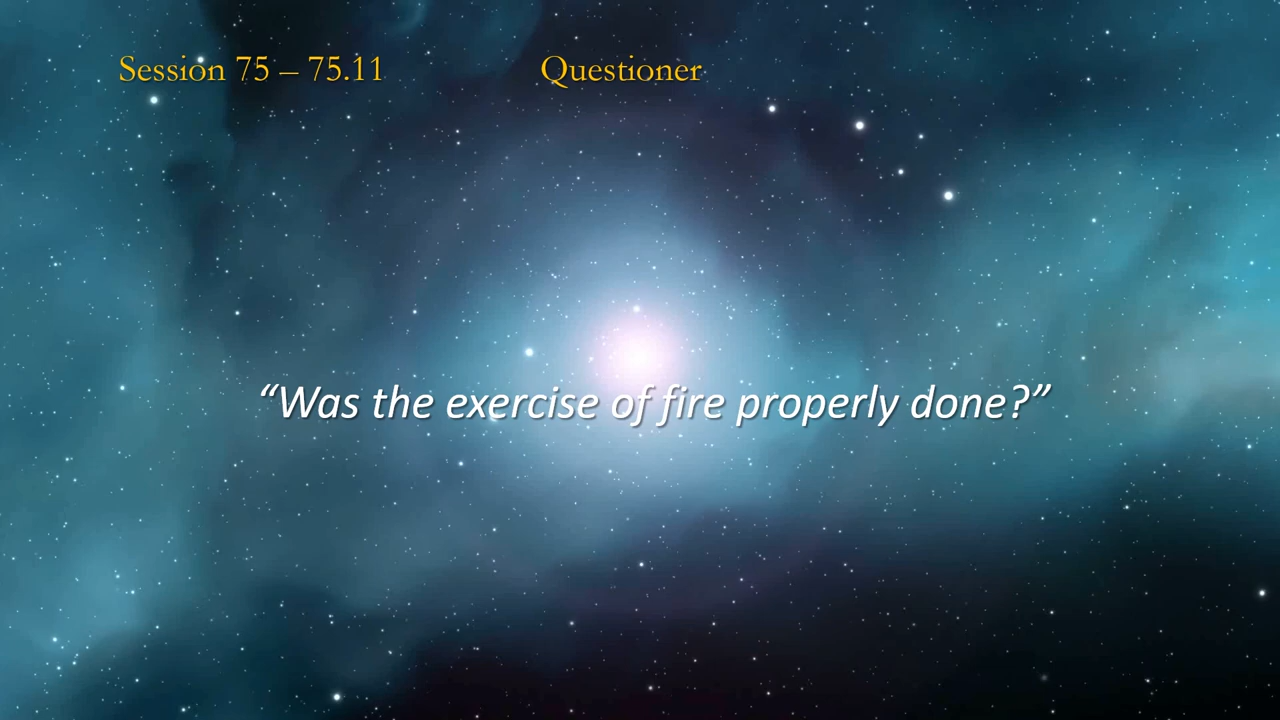 Session 75 – 75.11 Questioner
“Was the exercise of fire properly done?”